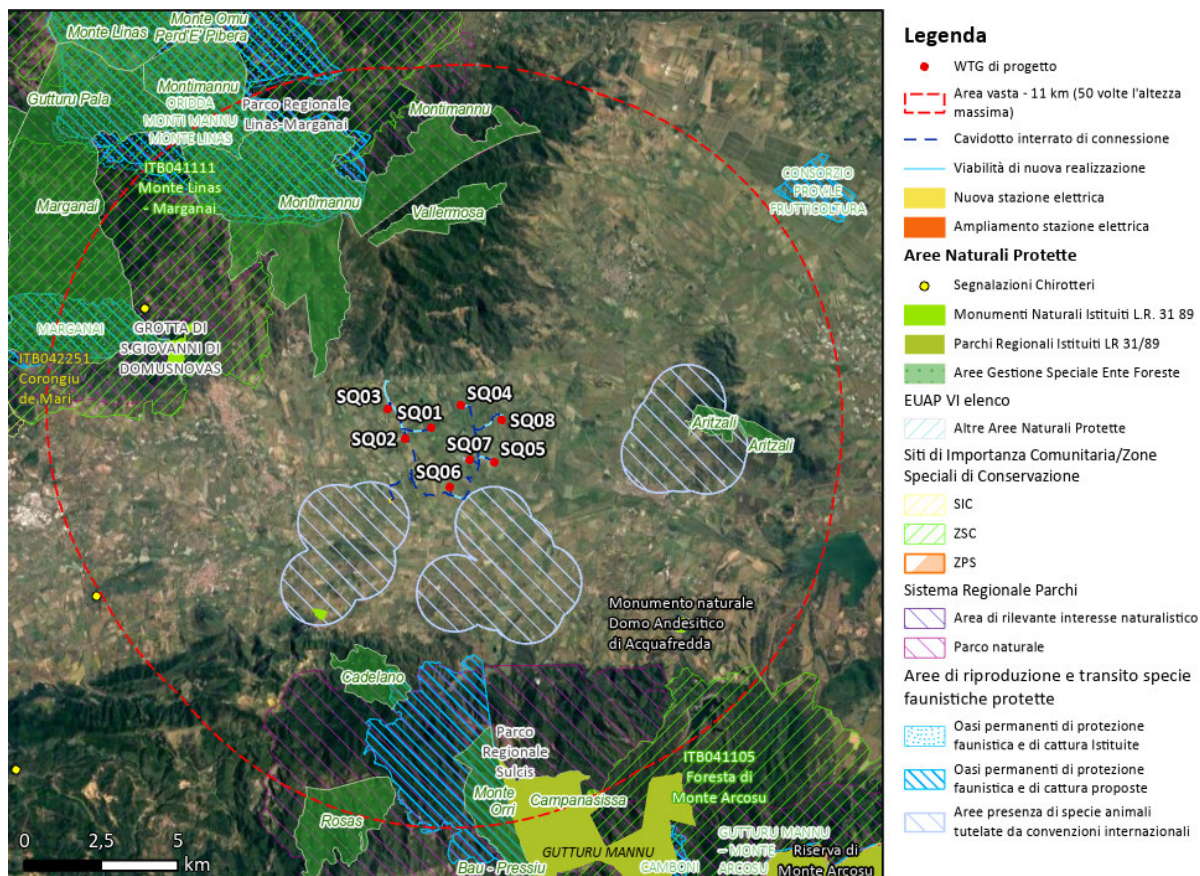 Monte Linas
Monte Omu
Perd'E' Pibera
Gutturu Pala
Montimannu
ORIDDA
MONTI MANNU
MONTE LINAS
Parco Regionale
Linas-Marganai
Montimannu
ITB041111
Monte Linas
- Marganai
Marganai
Montimannu
Vallermosa
CONSORZIO
PROV.LE
FRUTTICOLTURA
MARGANAI
GROTTA DI
S.GIOVANNI DI
DOMUSNOVAS
ITB042251
Corongiu
de Mari
SQ03
SQ04
SQ01
SQ08
SQ02
SQ07
SQ05
SQ06
Aritzali
Aritzali
Monumento naturale
Domo Andesitico
di Acquafredda
Cadelano
Parco
Regionale
Sulcis
ITB041105
Foresta di
Monte Arcosu
Monte
Orri
Campanasissa
Rosas
GUTTURU MANNU
Bau - Pressiu
CAMBONI
GUTTURU MANNU
- MONTE
ARCOSU
Riserva di
Monte Arcosu
0 2,5 5
km
Legenda
WTG di progetto
Area vasta - 11 km (50 volte l'altezza
massima)
Cavidotto interrato di connessione
Viabilità di nuova realizzazione
Nuova stazione elettrica
Ampliamento stazione elettrica
Aree Naturali Protette
Segnalazioni Chirotteri
Monumenti Naturali Istituiti L.R. 31 89
Parchi Regionali Istituiti LR 31/89
Aree Gestione Speciale Ente Foreste
EUAP VI elenco
Altre Aree Naturali Protette
Siti di Importanza Comunitaria/Zone
Speciali di Conservazione
SIC
ZSC
ZPS
Sistema Regionale Parchi
Area di rilevante interesse naturalistico
Parco naturale
Aree di riproduzione e transito specie
faunistiche protette
Oasi permanenti di protezione
faunistica e di cattura Istituite
Oasi permanenti di protezione
faunistica e di cattura proposte
Aree presenza di specie animali
tutelate da convenzioni internazionali